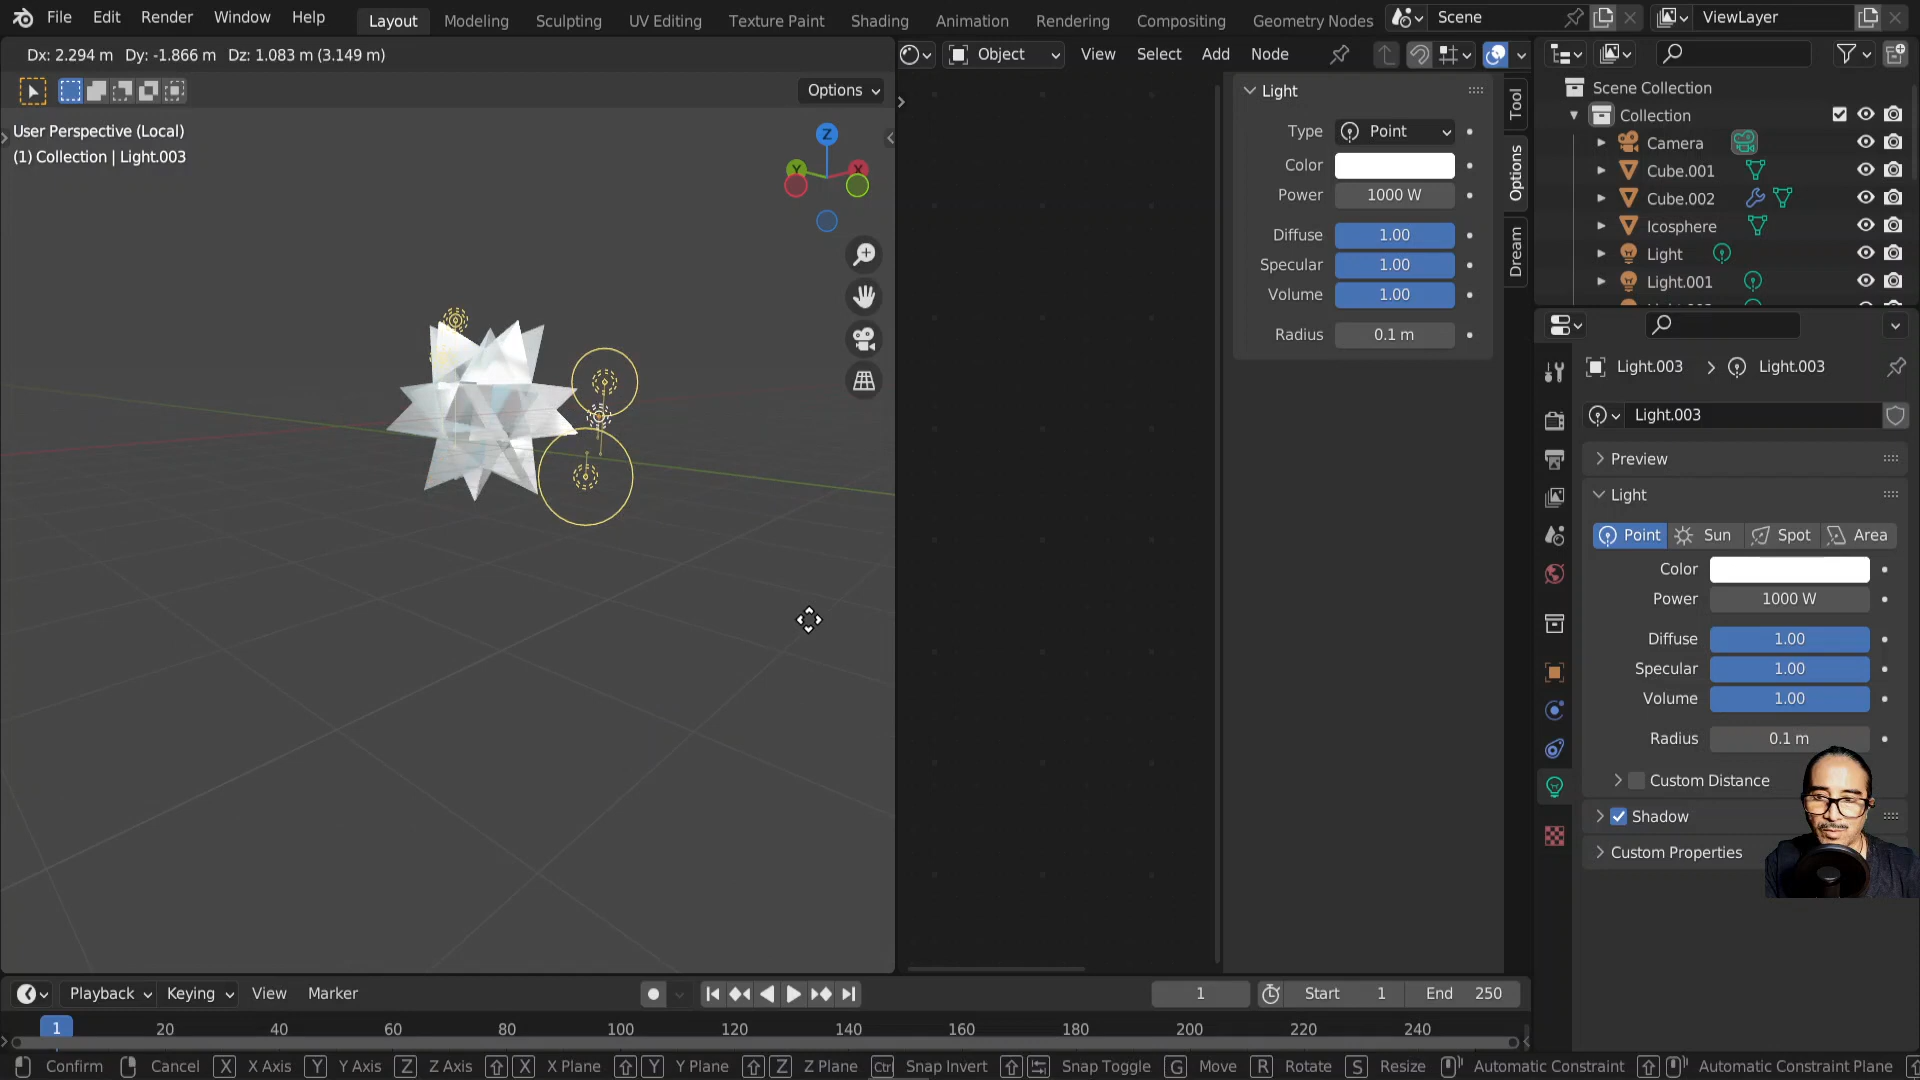 File Edit Render Window Help Layout Modeling Sculpting UV Editing Texture Paint Shading Animation Rendering Compositing Geometry Nodes Scene ViewLayer
Dx: 2.294 m Dy: -1.866 m Dz: 1.083 m (3.149 m) Object View Select Add Node
Options
User Perspective (Local)
(1) Collection | Light.003
Z
Y
X
Light
Type Point
Color
Power 1000 W
Diffuse 1.00
Specular 1.00
Volume 1.00
Radius 0.1 m
Tool
Options
Dream
Scene Collection
Collection
Camera
Cube.001
Cube.002
Icosphere
Light
Light.001
Light.003 Light.003
Light.003
Preview
Light
Point Sun Spot Area
Color
Power 1000 W
Diffuse 1.00
Specular 1.00
Volume 1.00
Radius 0.1 m
Custom Distance
Shadow
Custom Properties
Playback Keying View Marker 1 Start 1 End 250
1 20 40 60 80 100 120 140 160 180 200 220 240
Confirm Cancel X X Axis Y Y Axis Z Z Axis X X Plane Y Y Plane Z Z Plane Ctrl Snap Invert Snap Toggle G Move R Rotate S Resize Automatic Constraint Automatic Constraint Plane